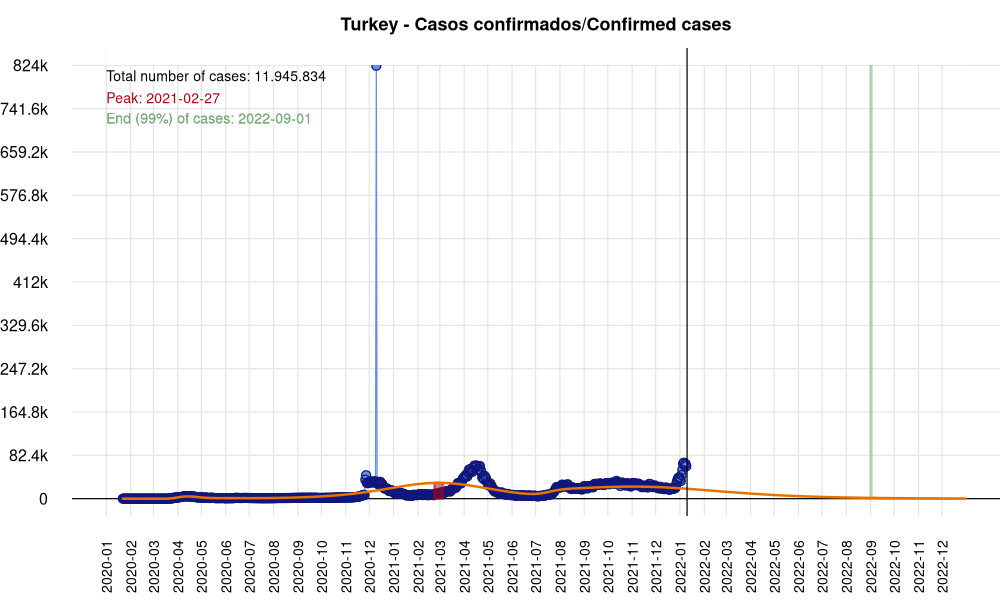 Turkey - Casos confirmados/Confirmed cases
824k
741.6k
659.2k
576.8k
494.4k
412k
329.6k
247.2k
164.8k
82.4k
0
Total number of cases: 11.945.834
Peak: 2021-02-27
End (99%) of cases: 2022-09-01
2020-01
2020-02
2020-03
2020-04
2020-05
2020-06
2020-07
2020-08
2020-09
2020-10
2020-11
2020-12
2021-01
2021-02
2021-03
2021-04
2021-05
2021-06
2021-07
2021-08
2021-09
2021-10
2021-11
2021-12
2022-01
2022-02
2022-03
2022-04
2022-05
2022-06
2022-07
2022-08
2022-09
2022-10
2022-11
2022-12